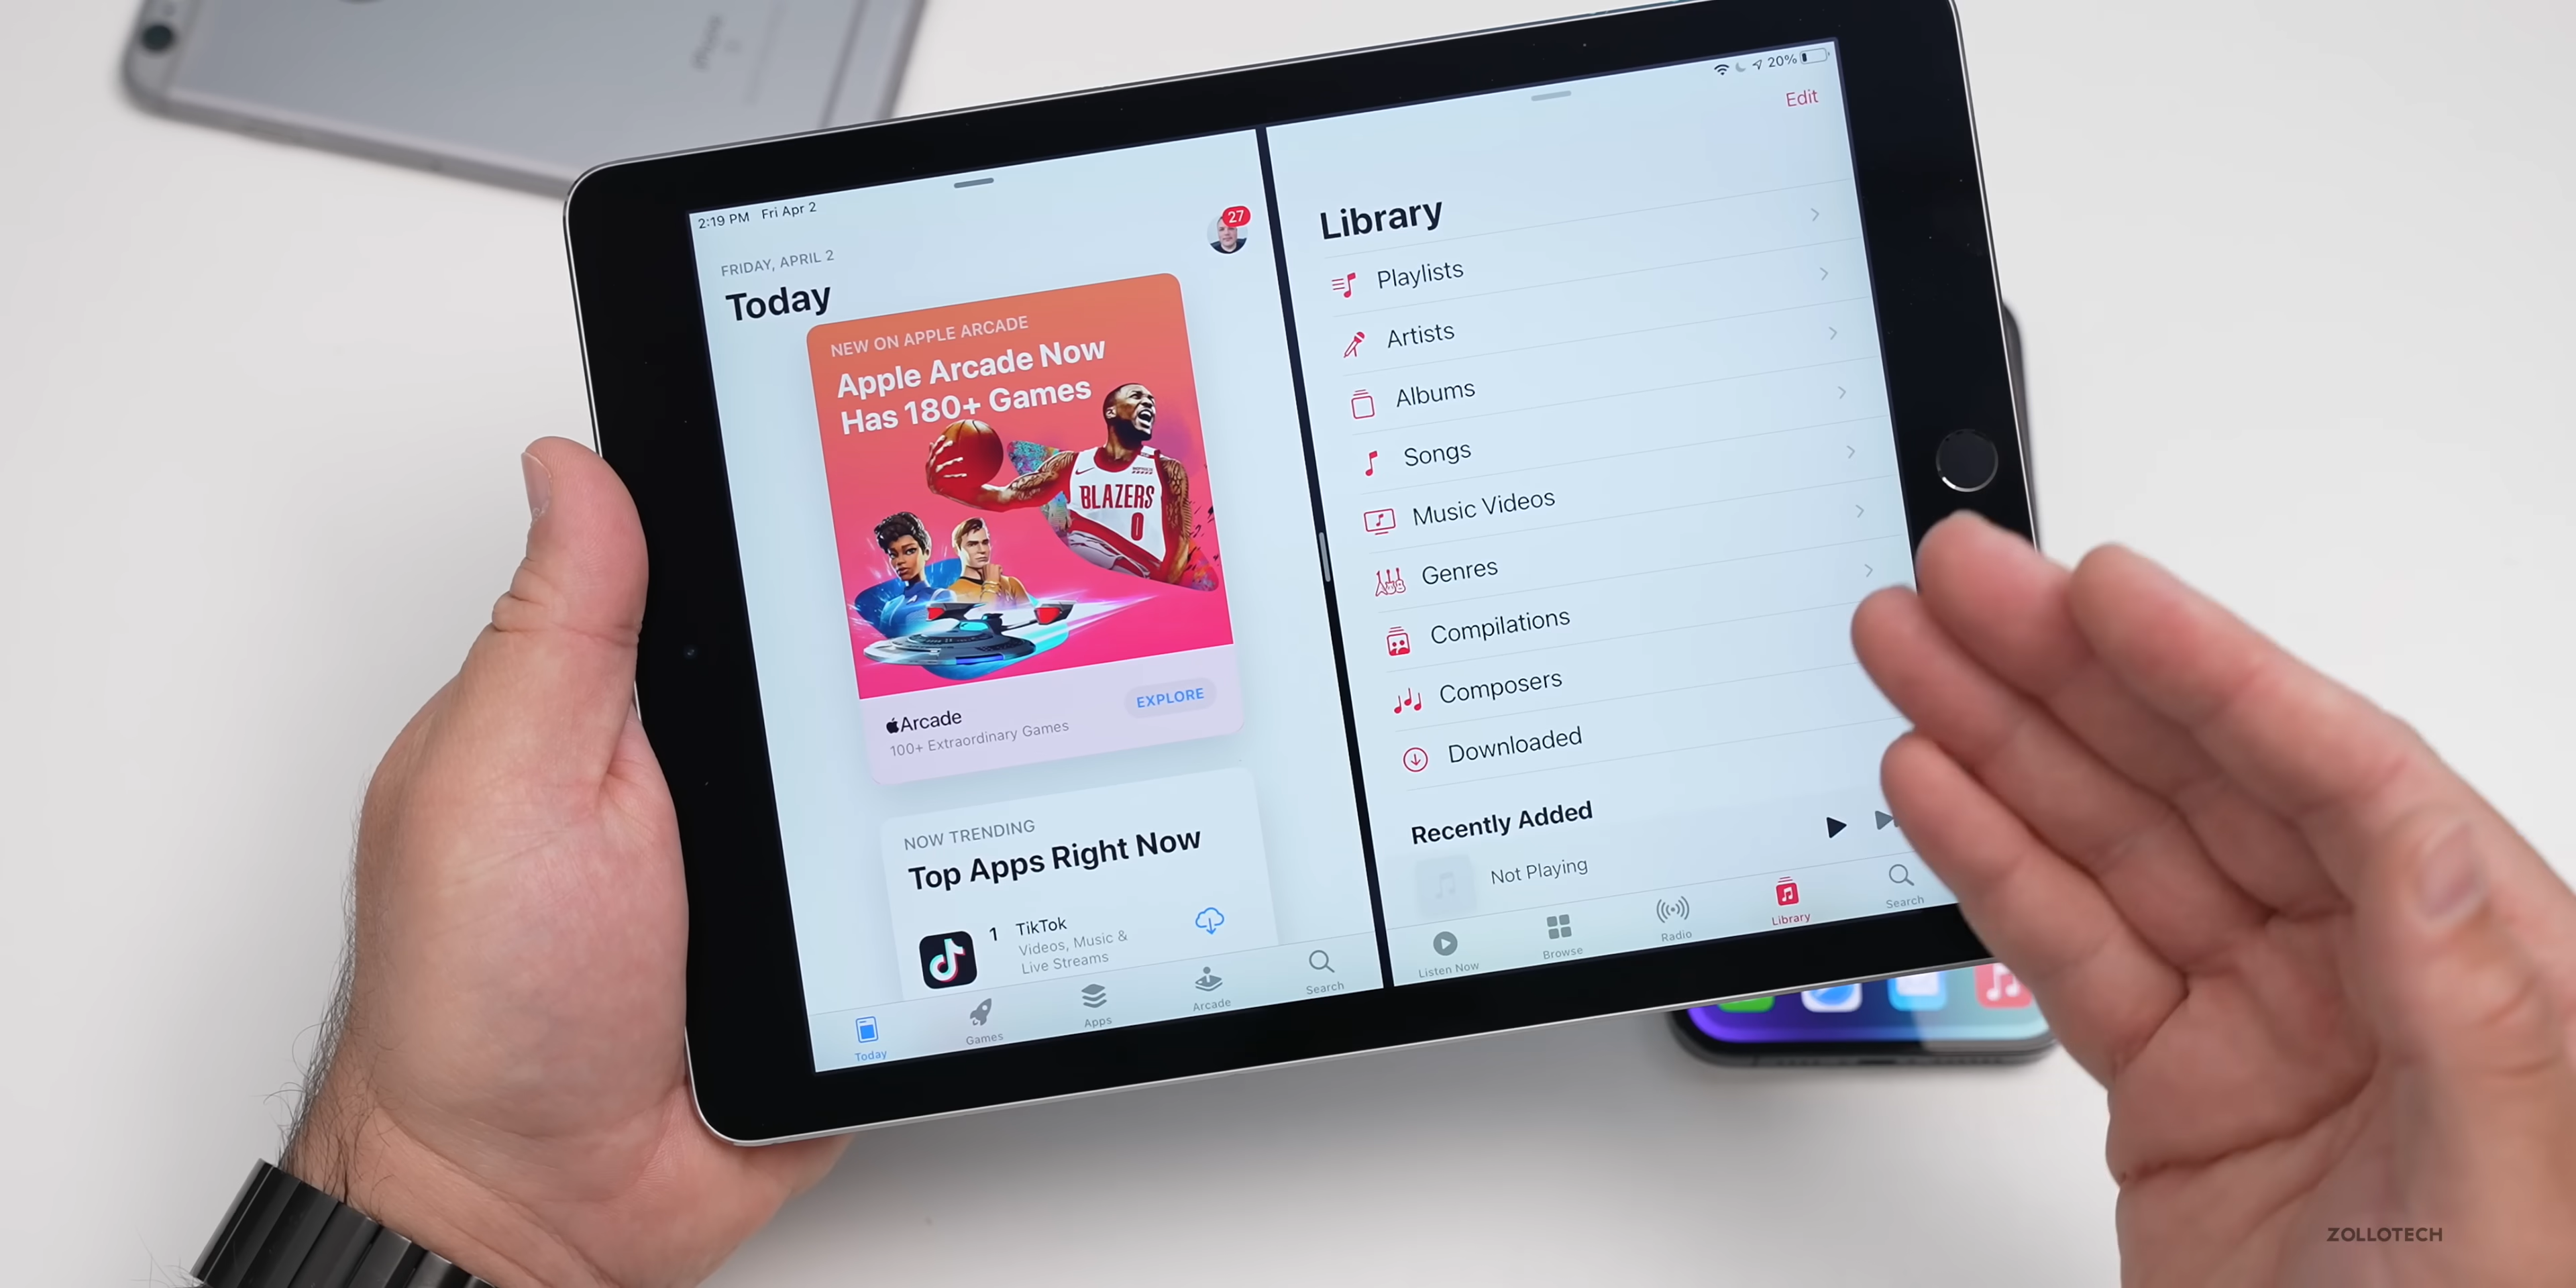 iPhone
2:19 PM Fri Apr 2
20%
27
FRIDAY, APRIL 2
Today
NEW ON APPLE ARCADE
Apple Arcade Now
Has 180+ Games
BLAZERS
0
Arcade
100+ Extraordinary Games
EXPLORE
NOW TRENDING
Top Apps Right Now
1 TikTok
Videos, Music &
Live Streams
Today Games Apps Arcade Search
Edit
Library
Playlists
Artists
Albums
Songs
Music Videos
Genres
Compilations
Composers
Downloaded
Recently Added
Not Playing
Listen Now Browse Radio Library Search
ZOLLOTECH